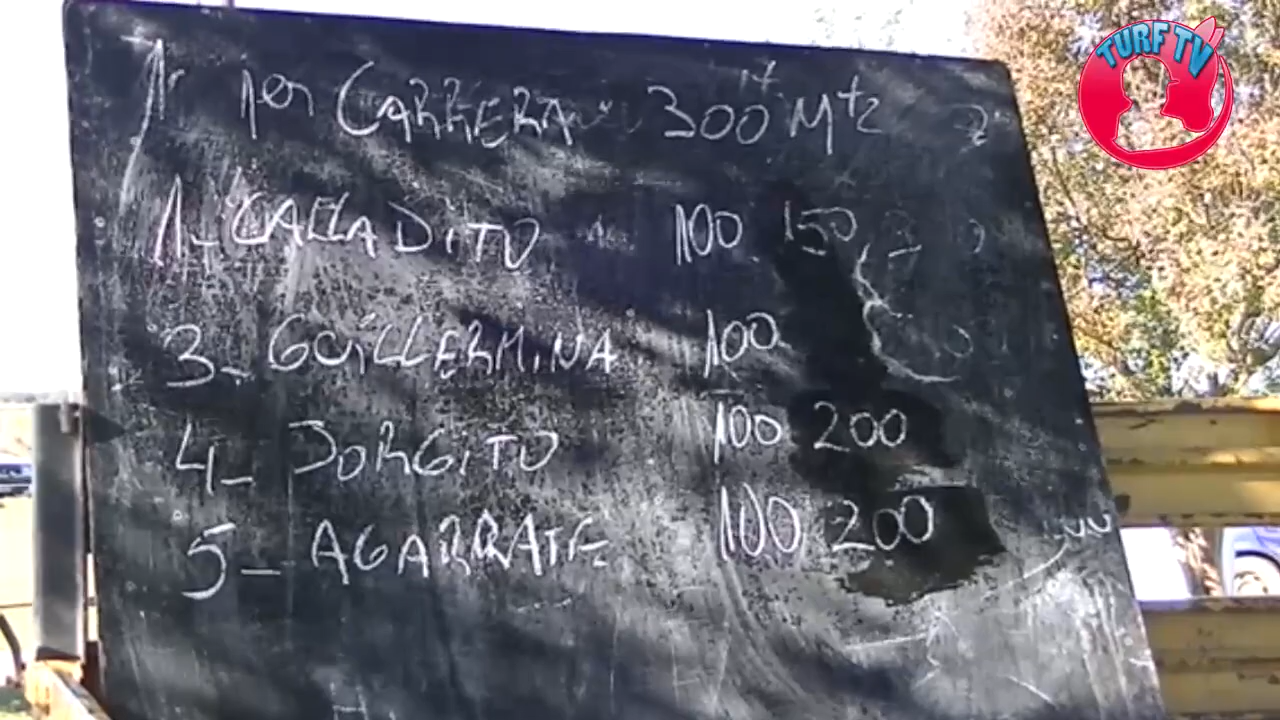 TURF TV
1er CARRERA 300 Mtz
1- CALLADITO 100 150
3- GUILLERMINA 100
4- JORGITO 100 200
5- AGARRATE 100 200